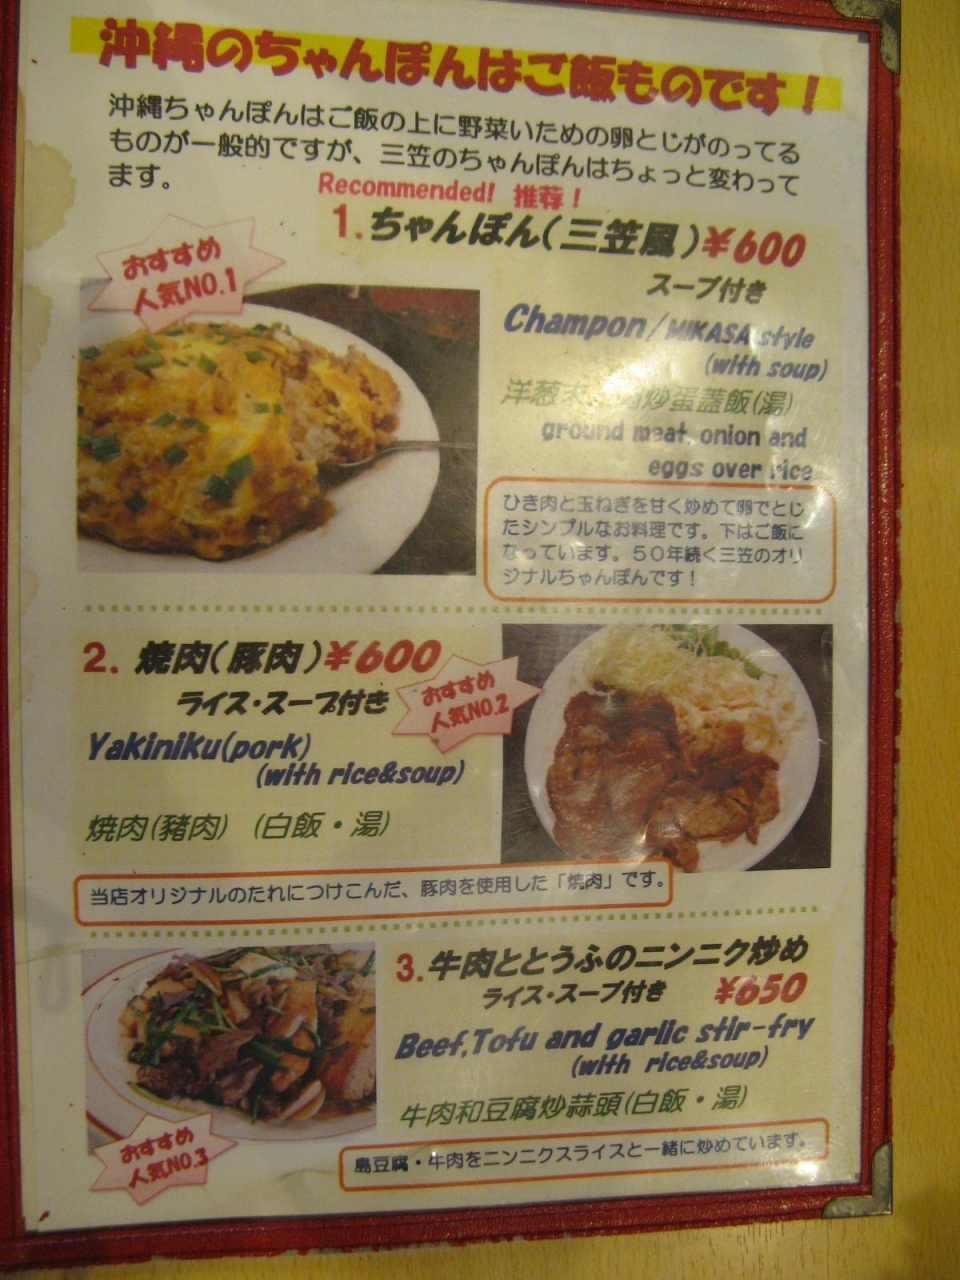 沖縄のちゃんぽんはご飯ものです！
沖縄ちゃんぽんはご飯の上に野菜いための卵とじがのってる
ものが一般的ですが、三笠のちゃんぽんはちょっと変わって
ます。
Recommended! 推荐！
1.ちゃんぽん(三笠風)¥600
スープ付き
おすすめ
人気NO.1
Champon/MIKASA style
(with soup)
洋葱末 肉炒蛋蓋飯(湯)
ground meat, onion and
eggs over rice
ひき肉と玉ねぎを甘く炒めて卵でとじ
たシンプルなお料理です。下はご飯に
なっています。50年続く三笠のオリ
ジナルちゃんぽんです！
2. 焼肉(豚肉)¥600
ライス・スープ付き
おすすめ
人気NO.2
Yakiniku(pork)
(with rice&soup)
焼肉(豬肉) (白飯・湯)
当店オリジナルのたれにつけこんだ、豚肉を使用した「焼肉」です。
3.牛肉ととうふのニンニク炒め
ライス・スープ付き ¥650
Beef,Tofu and garlic stir-fry
(with rice&soup)
牛肉和豆腐炒蒜頭(白飯・湯)
おすすめ
人気NO.3
島豆腐・牛肉をニンニクスライスと一緒に炒めています。